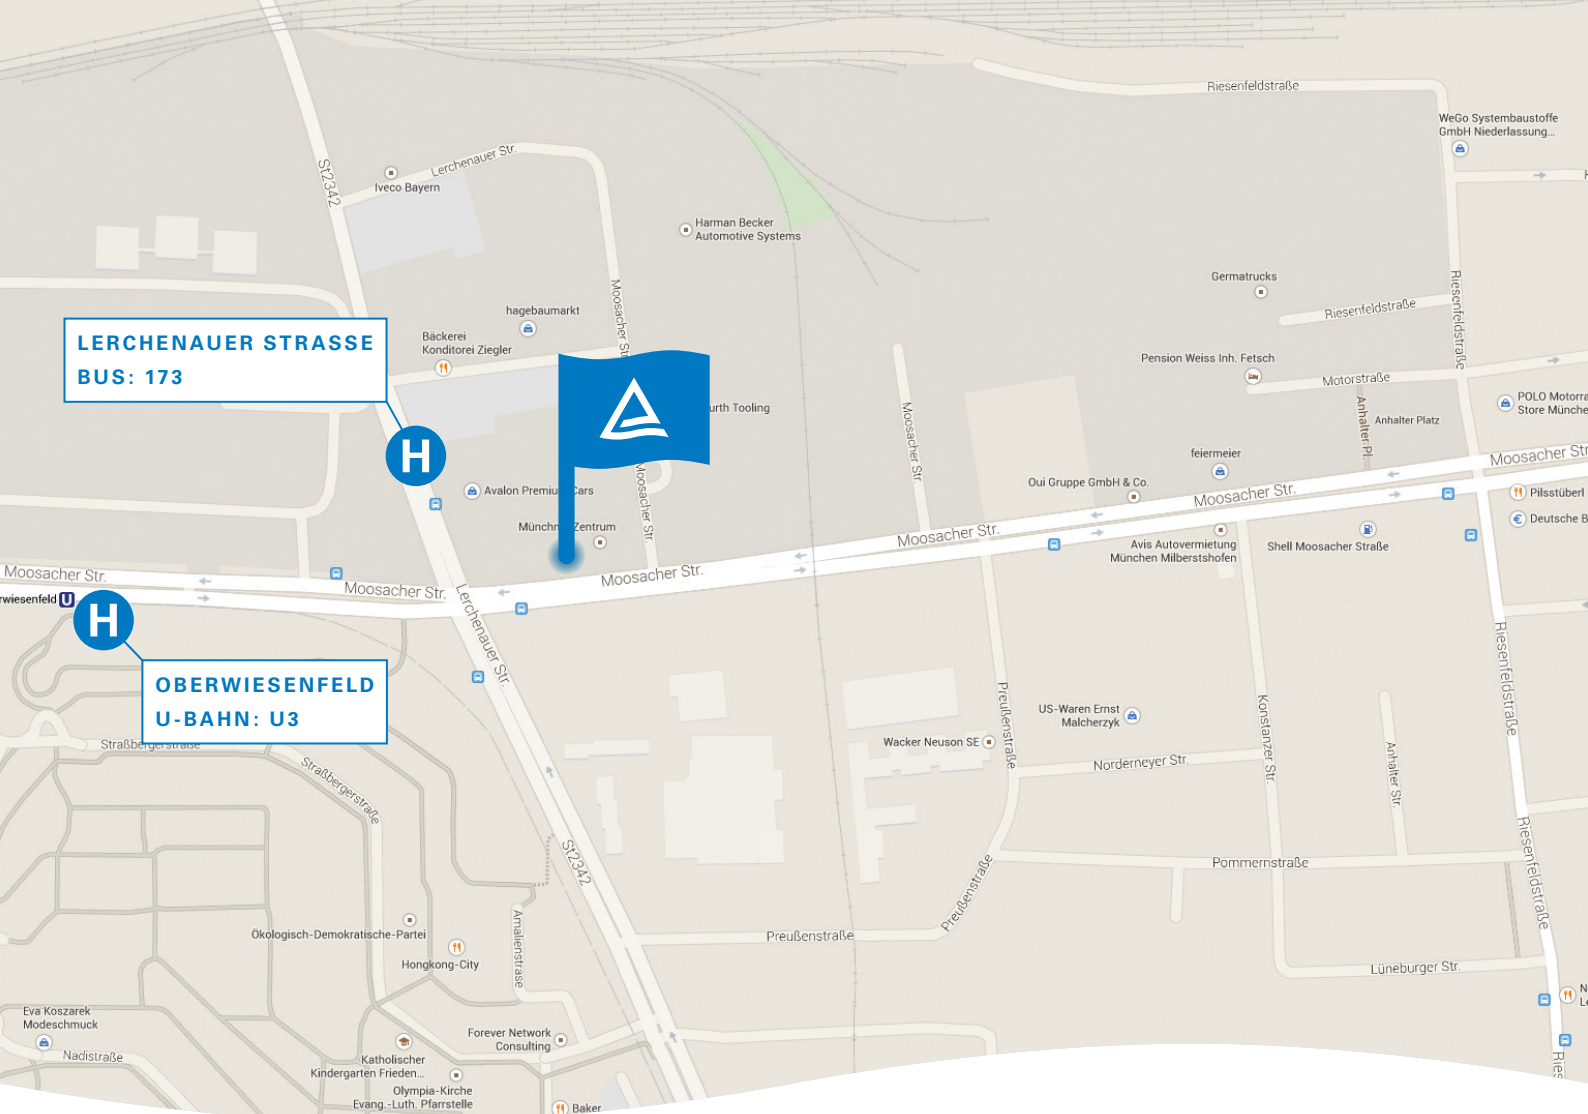 Riesenfeldstraße
WeGo Systembaustoffe
GmbH Niederlassung...
St2342
Lerchenauer Str.
Iveco Bayern
Harman Becker
Automotive Systems
Germatrucks
Riesenfeldstraße
Riesenfeldstraße
Moosacher Str.
hagebaumarkt
Bäckerei
Konditorei Ziegler
LERCHENAUER STRASSE
BUS: 173
Pension Weiss Inh. Fetsch
Motorstraße
Anhalter Pl.
Anhalter Platz
POLO Motorra
Store Münche
urth Tooling
Moosacher Str.
H
feiermeier
Moosacher Str
Oui Gruppe GmbH & Co.
Moosacher Str.
Pilsstüberl
Deutsche B
Avalon Premiu Cars
Moosacher Str.
Münchn Zentrum
Moosacher Str.
Avis Autovermietung
München Milberstshofen
Shell Moosacher Straße
Moosacher Str.
Moosacher Str.
Moosacher Str.
rwiesenfeld U
H
Lerchenauer Str.
OBERWIESENFELD
U-BAHN: U3
Riesenfeldstraße
Preußenstraße
Konstanzer Str.
US-Waren Ernst
Malcherzyk
Wacker Neuson SE
Norderneyer Str.
Anhalter Str.
Straßbergerstraße
Straßbergerstraße
St2342
Pommernstraße
Riesenfeldstraße
Preußenstraße
Preußenstraße
Ökologisch-Demokratische-Partei
Hongkong-City
Amalienstrase
Lüneburger Str.
N
Le
Eva Koszarek
Modeschmuck
Nadistraße
Forever Network
Consulting
Katholischer
Kindergarten Frieden...
Olympia-Kirche
Evang.-Luth. Pfarrstelle
Baker
Ries